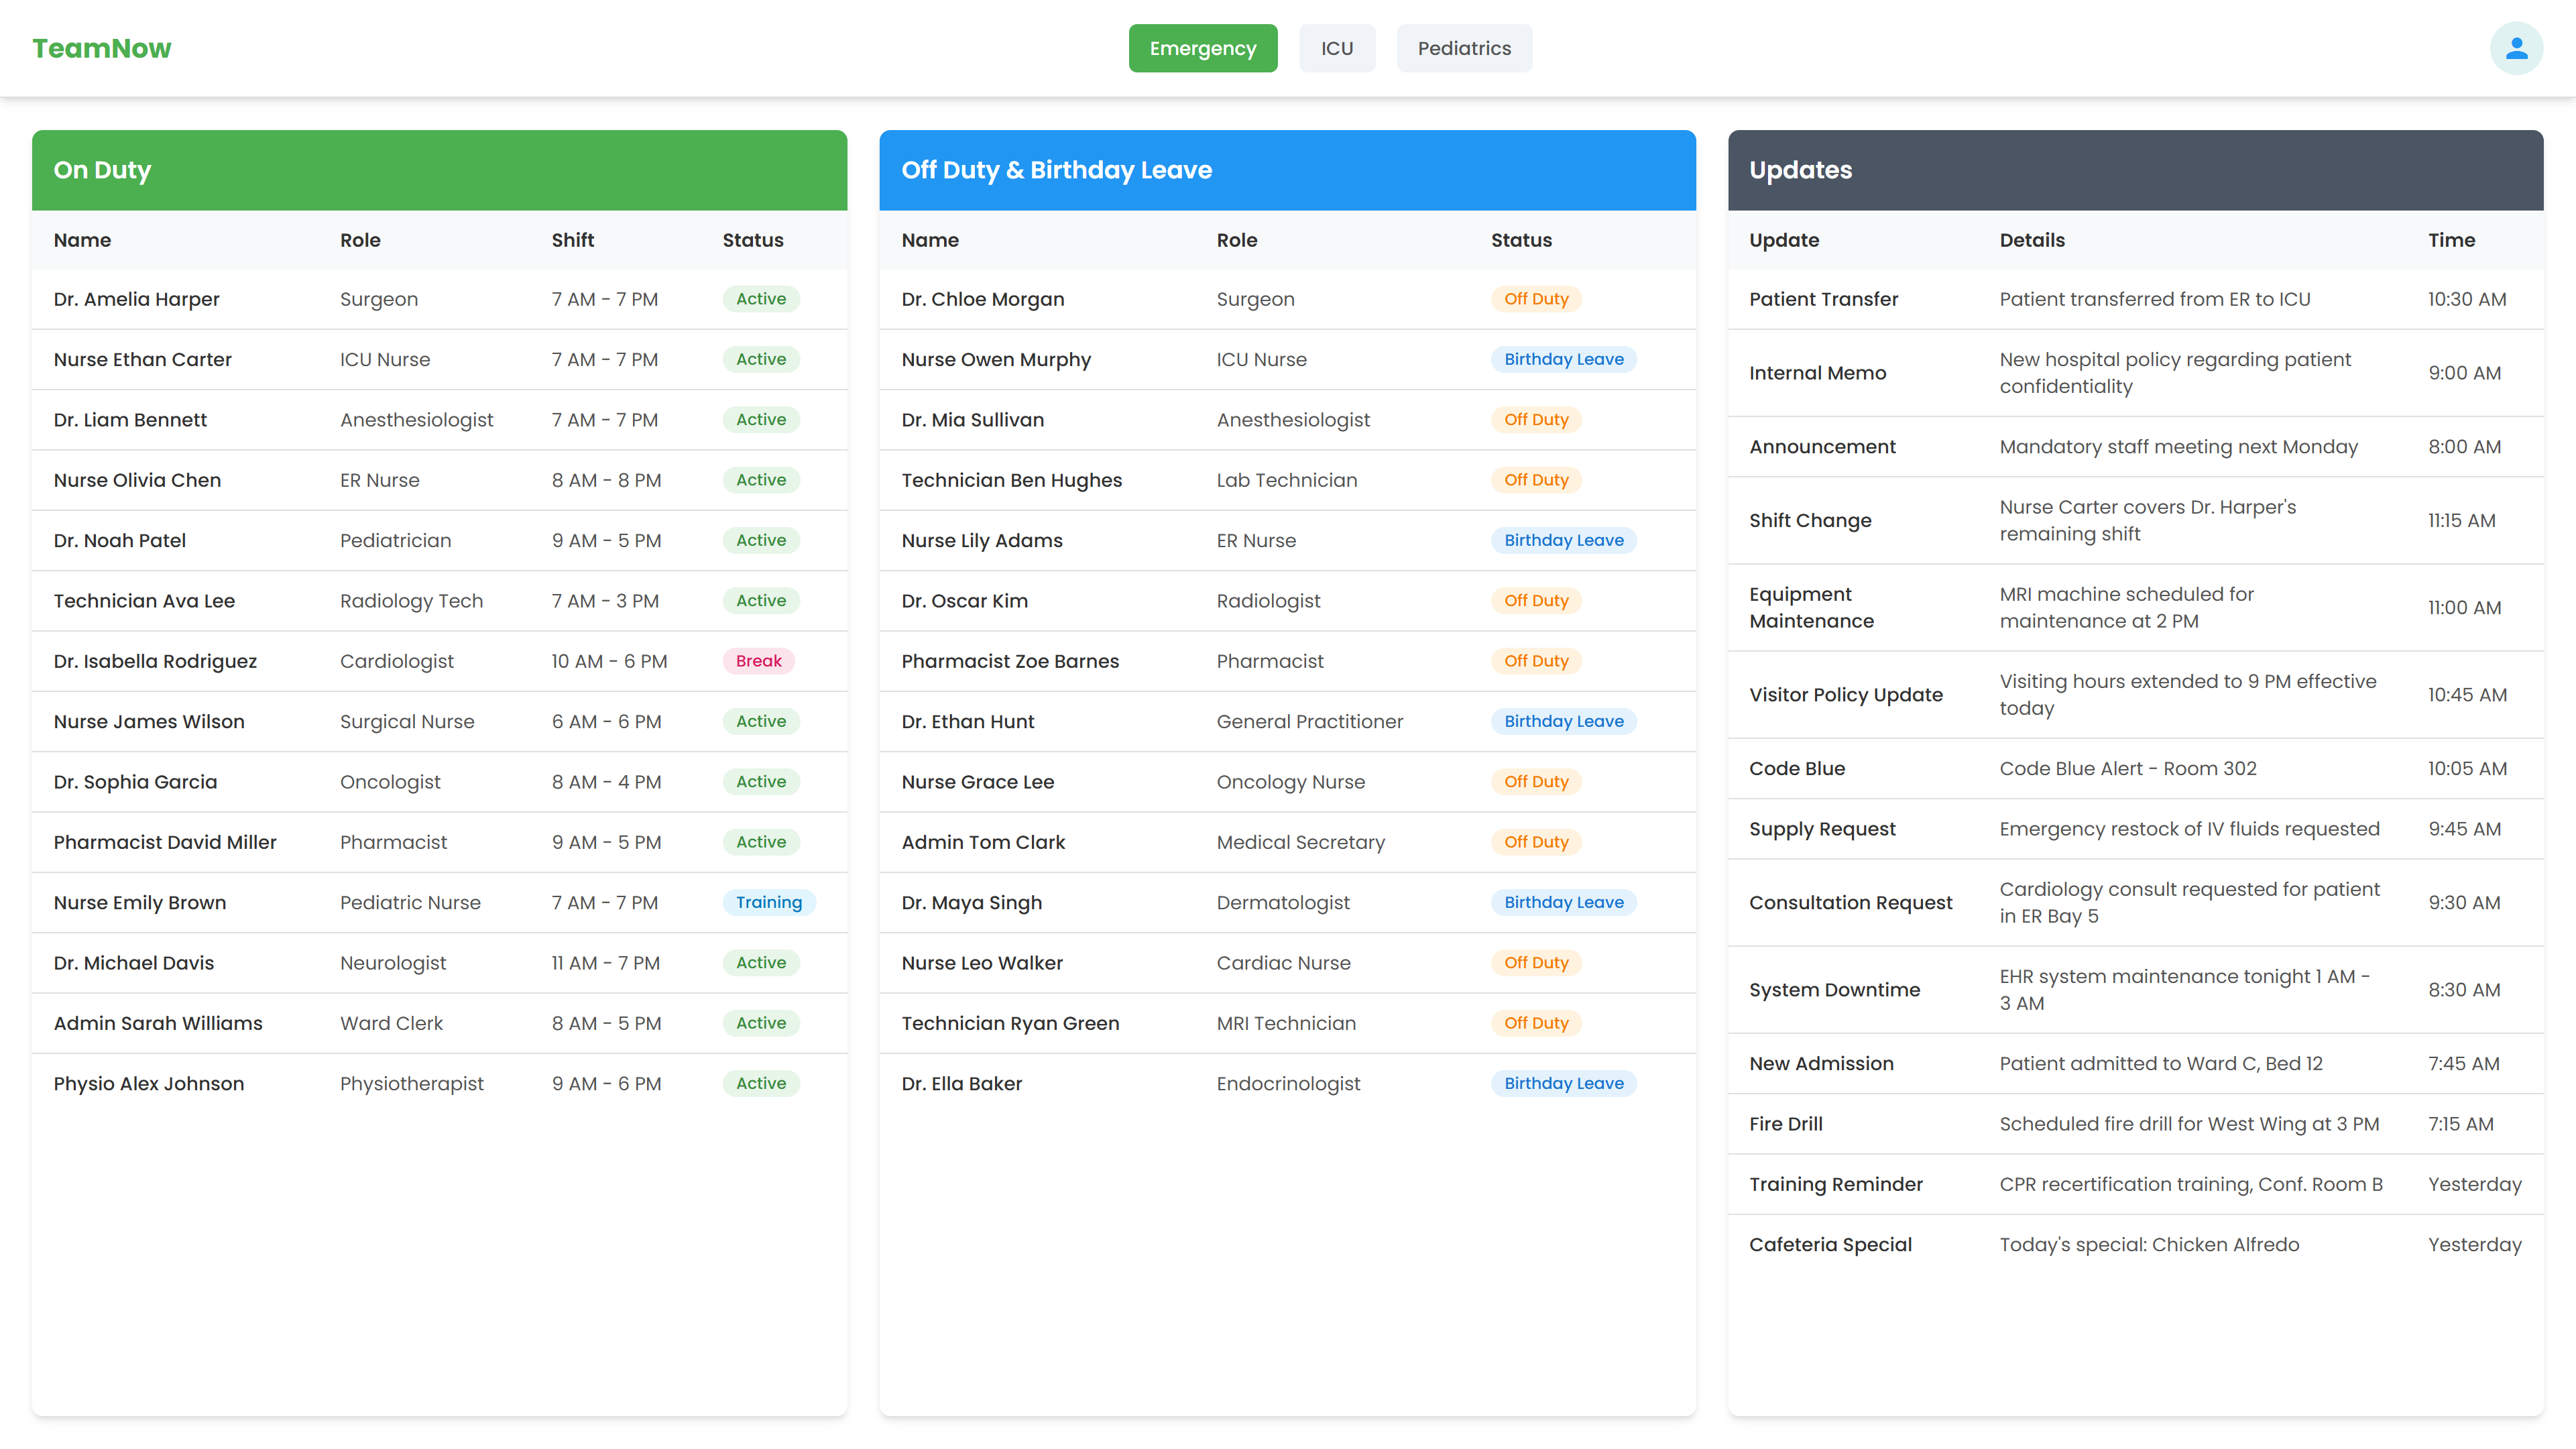 TeamNow
Emergency
ICU
Pediatrics
On Duty
Name Role Shift Status
Dr. Amelia Harper Surgeon 7 AM - 7 PM Active
Nurse Ethan Carter ICU Nurse 7 AM - 7 PM Active
Dr. Liam Bennett Anesthesiologist 7 AM - 7 PM Active
Nurse Olivia Chen ER Nurse 8 AM - 8 PM Active
Dr. Noah Patel Pediatrician 9 AM - 5 PM Active
Technician Ava Lee Radiology Tech 7 AM - 3 PM Active
Dr. Isabella Rodriguez Cardiologist 10 AM - 6 PM Break
Nurse James Wilson Surgical Nurse 6 AM - 6 PM Active
Dr. Sophia Garcia Oncologist 8 AM - 4 PM Active
Pharmacist David Miller Pharmacist 9 AM - 5 PM Active
Nurse Emily Brown Pediatric Nurse 7 AM - 7 PM Training
Dr. Michael Davis Neurologist 11 AM - 7 PM Active
Admin Sarah Williams Ward Clerk 8 AM - 5 PM Active
Physio Alex Johnson Physiotherapist 9 AM - 6 PM Active
Off Duty & Birthday Leave
Name Role Status
Dr. Chloe Morgan Surgeon Off Duty
Nurse Owen Murphy ICU Nurse Birthday Leave
Dr. Mia Sullivan Anesthesiologist Off Duty
Technician Ben Hughes Lab Technician Off Duty
Nurse Lily Adams ER Nurse Birthday Leave
Dr. Oscar Kim Radiologist Off Duty
Pharmacist Zoe Barnes Pharmacist Off Duty
Dr. Ethan Hunt General Practitioner Birthday Leave
Nurse Grace Lee Oncology Nurse Off Duty
Admin Tom Clark Medical Secretary Off Duty
Dr. Maya Singh Dermatologist Birthday Leave
Nurse Leo Walker Cardiac Nurse Off Duty
Technician Ryan Green MRI Technician Off Duty
Dr. Ella Baker Endocrinologist Birthday Leave
Updates
Update Details Time
Patient Transfer Patient transferred from ER to ICU 10:30 AM
Internal Memo New hospital policy regarding patient
confidentiality 9:00 AM
Announcement Mandatory staff meeting next Monday 8:00 AM
Shift Change Nurse Carter covers Dr. Harper's
remaining shift 11:15 AM
Equipment
Maintenance
MRI machine scheduled for
maintenance at 2 PM 11:00 AM
Visitor Policy Update Visiting hours extended to 9 PM effective
today 10:45 AM
Code Blue Code Blue Alert - Room 302 10:05 AM
Supply Request Emergency restock of IV fluids requested 9:45 AM
Consultation Request Cardiology consult requested for patient
in ER Bay 5 9:30 AM
System Downtime EHR system maintenance tonight 1 AM -
3 AM 8:30 AM
New Admission Patient admitted to Ward C, Bed 12 7:45 AM
Fire Drill Scheduled fire drill for West Wing at 3 PM 7:15 AM
Training Reminder CPR recertification training, Conf. Room B Yesterday
Cafeteria Special Today's special: Chicken Alfredo Yesterday